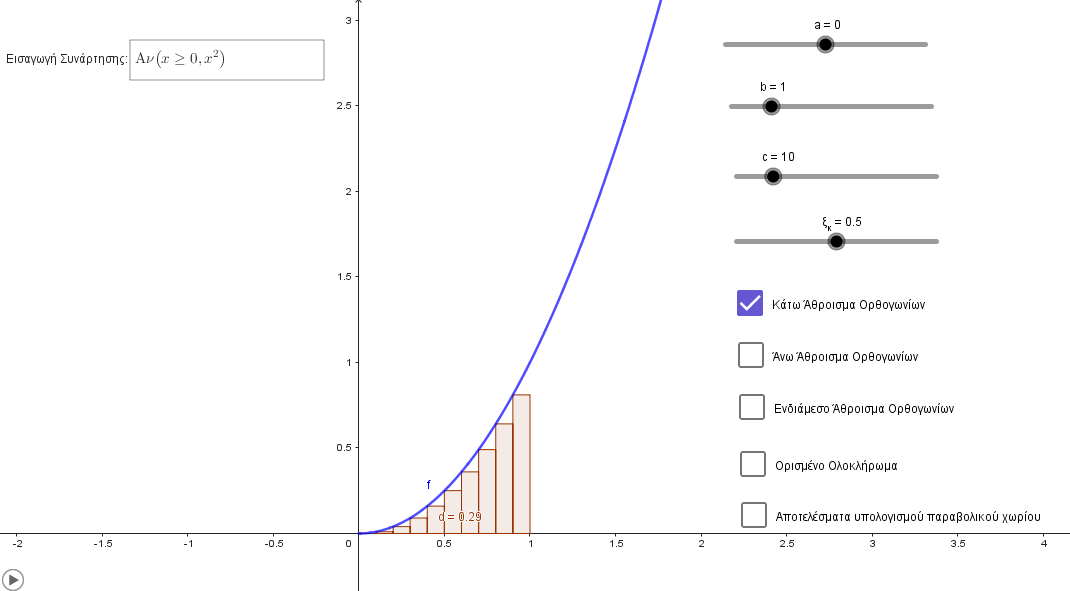 Εισαγωγή Συνάρτησης: Αν(x ≥ 0, x²)
a = 0
b = 1
c = 10
ξκ = 0.5
Κάτω Άθροισμα Ορθογωνίων
Άνω Άθροισμα Ορθογωνίων
Ενδιάμεσο Άθροισμα Ορθογωνίων
Ορισμένο Ολοκλήρωμα
Αποτελέσματα υπολογισμού παραβολικού χωρίου
3
2.5
2
1.5
1
0.5
f
d = 0.29
-2 -1.5 -1 -0.5 0 0.5 1 1.5 2 2.5 3 3.5 4